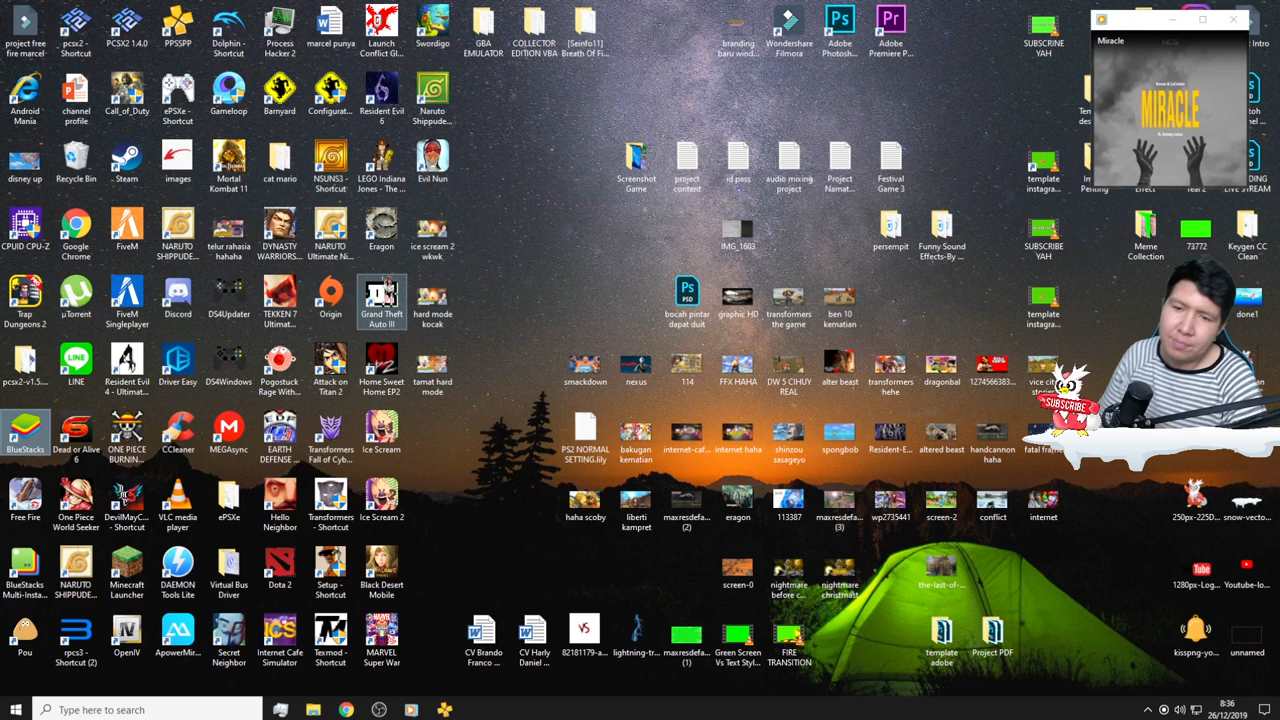 project free fire marcel
pcsx2 - Shortcut
PCSX2 1.4.0
PPSSPP
Dolphin - Shortcut
Process Hacker 2
marcel punya
Launch Conflict Gl...
Swordigo
GBA EMULATOR
COLLECTOR EDITION VBA
[Seinfo11] Breath Of Fi...
branding baru wind...
Wondershare Filmora
Adobe Photosh...
Adobe Premiere P...
SUBSCRINE YAH
Miracle
MIRACLE
Android Mania
channel profile
Call_of_Duty
ePSXe - Shortcut
Gameloop
Barnyard
Configurat...
Resident Evil 6
Naruto Shippude...
disney up
Recycle Bin
Steam
images
Mortal Kombat 11
cat mario
NSUNS3 - Shortcut
LEGO Indiana Jones - The ...
Evil Nun
Screenshot Game
project content
id pass
audio mixing project
Project Namat...
Festival Game 3
template instagra...
CPUID CPU-Z
Google Chrome
FiveM
NARUTO SHIPPUDE...
telur rahasia hahaha
DYNASTY WARRIORS...
NARUTO Ultimate Ni...
Eragon
ice scream 2 wkwk
IMG_1603
persempit
Funny Sound Effects-By ...
SUBSCRIBE YAH
Meme Collection
73772
Keygen CC Clean
Trap Dungeons 2
µTorrent
FiveM Singleplayer
Discord
DS4Updater
TEKKEN 7 Ultimat...
Origin
Grand Theft Auto III
hard mode kocak
bocah pintar dapat duit
graphic HD
transformers the game
ben 10 kematian
template instagra...
done1
pcsx2-v1.5....
LINE
Resident Evil 4 - Ultimat...
Driver Easy
DS4Windows
Pogostuck Rage With...
Attack on Titan 2
Home Sweet Home EP2
tamat hard mode
smackdown
nexus
114
FFX HAHA
DW 5 CIHUY REAL
alter beast
transformers hehe
dragonbal
1274566383...
vice city stories
SUBSCRIBE
BlueStacks
Dead or Alive 6
ONE PIECE BURNIN...
CCleaner
MEGAsync
EARTH DEFENSE ...
Transformers Fall of Cyb...
Ice Scream
PS2 NORMAL SETTING.lily
bakugan kematian
internet-caf...
internet haha
shinzou sasageyo
spongbob
Resident-E...
altered beast
handcannon haha
fatal frame
Free Fire
One Piece World Seeker
DevilMayC... - Shortcut
VLC media player
ePSXe
Hello Neighbor
Transformers - Shortcut
Ice Scream 2
haha scoby
liberti kampret
maxresdefa... (2)
eragon
113387
maxresdefa... (3)
wp2735441
screen-2
conflict
internet
250px-225D...
snow-vecto...
BlueStacks Multi-Insta...
NARUTO SHIPPUDE...
Minecraft Launcher
DAEMON Tools Lite
Virtual Bus Driver
Dota 2
Setup - Shortcut
Black Desert Mobile
screen-0
nightmare before c...
nightmare christmast
the-last-of-...
1280px-Log...
Youtube-lo...
Pou
rpcs3 - Shortcut (2)
OpenIV
ApowerMir...
Secret Neighbor
Internet Cafe Simulator
Texmod - Shortcut
MARVEL Super War
CV Brando Franco ...
CV Harly Daniel ...
82181179-a...
lightning-tr...
maxresdefa... (1)
Green Screen Vs Text Styl...
FIRE TRANSITION
template adobe
Project PDF
kisspng-yo...
unnamed
Type here to search
8:36
26/12/2019